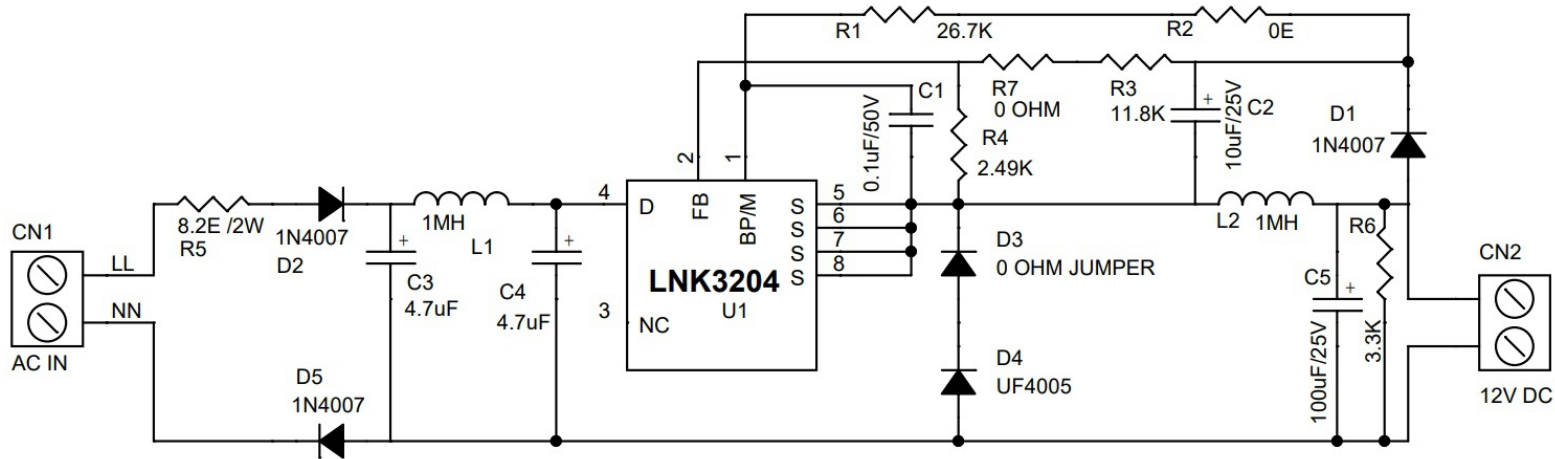 R1
26.7K
R2
0E
R7
0 OHM
R3
11.8K
C1
0.1uF/50V
R4
2.49K
+
C2
10uF/25V
D1
1N4007
2
1
4
D
FB
BP/M
S
5
S
6
S
7
S
8
LNK3204
U1
3
NC
CN1
LL
NN
AC IN
8.2E /2W
R5
1N4007
D2
1MH
L1
+
C3
4.7uF
+
C4
4.7uF
D5
1N4007
D3
0 OHM JUMPER
D4
UF4005
L2
1MH
R6
3.3K
C5
+
100uF/25V
CN2
12V DC